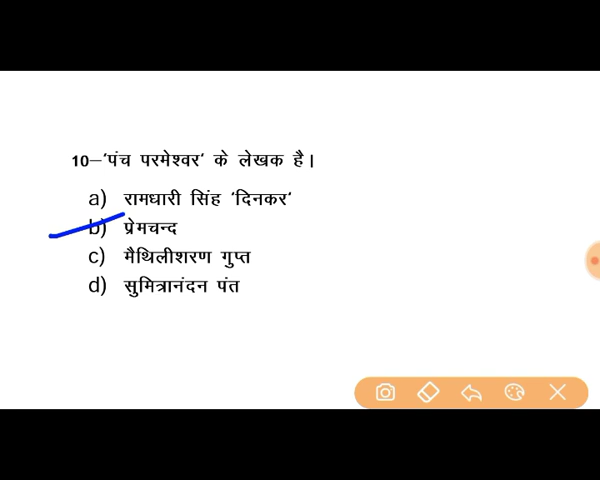 10–'पंच परमेश्वर' के लेखक है।
a) रामधारी सिंह 'दिनकर'
b) प्रेमचन्द
c) मैथिलीशरण गुप्त
d) सुमित्रानंदन पंत